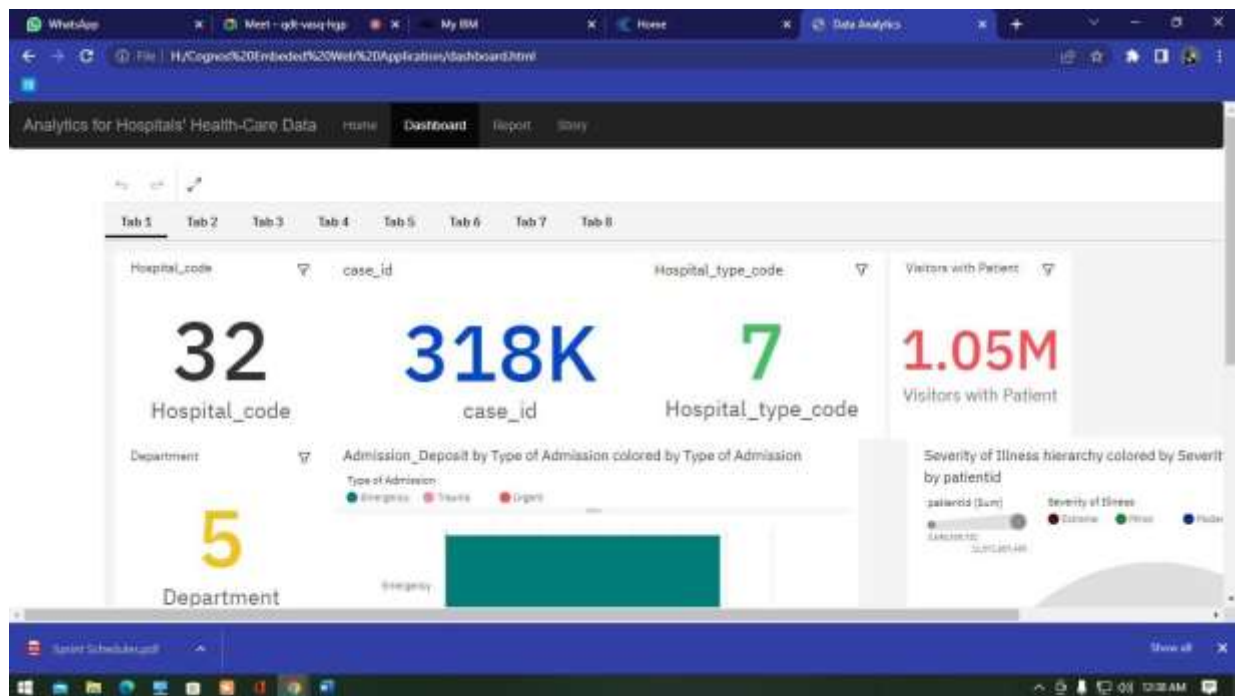 WhatsApp Meet - qdt-vasq-hgp My IBM Home Data Analytics
File H:/Cognos%20Embeded%20Web%20Application/dashboard.html
Analytics for Hospitals' Health-Care Data Home Dashboard Report Story
Tab 1 Tab 2 Tab 3 Tab 4 Tab 5 Tab 6 Tab 7 Tab 8
Hospital_code case_id Hospital_type_code Visitors with Patient
32 318K 7 1.05M
Hospital_code case_id Hospital_type_code Visitors with Patient
Department Admission_Deposit by Type of Admission colored by Type of Admission Severity of Illness hierarchy colored by Severit
by patientid
Type of Admission
Emergency Trauma Urgent
patientid (Sum) Severity of Illness
Extreme Minor Moder
5
Department
Emergency
Show all
12:38 AM